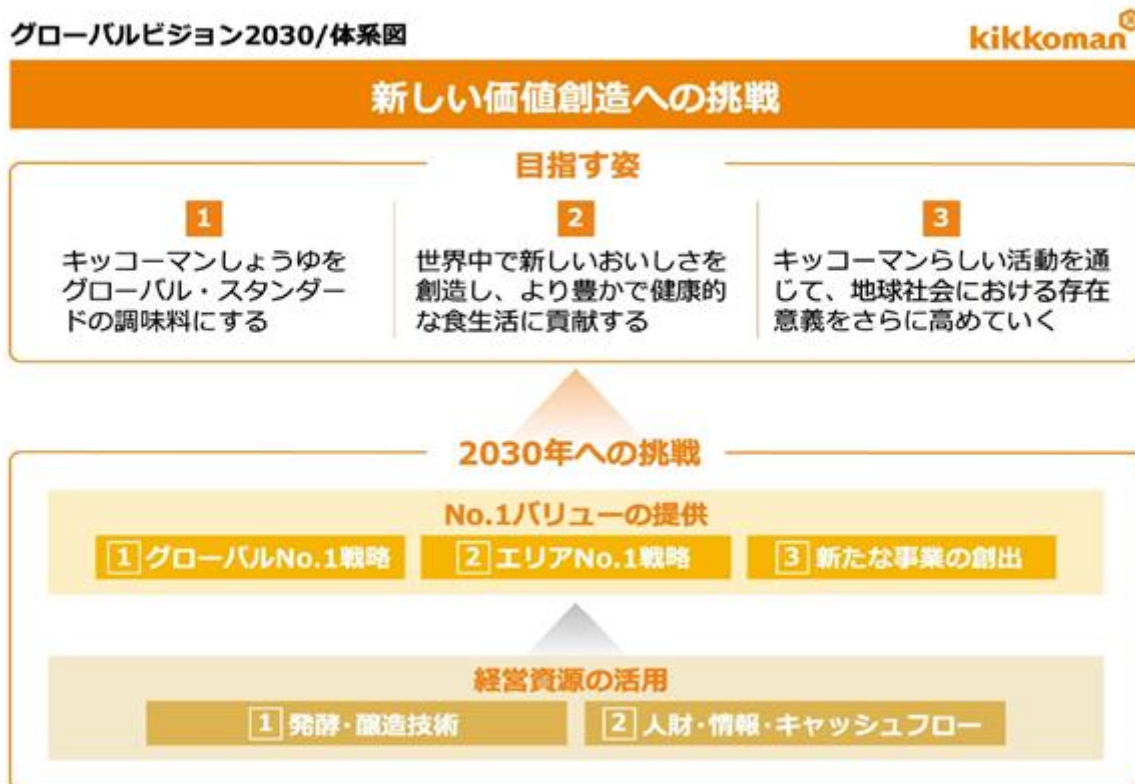 グローバルビジョン2030/体系図
kikkoman
新しい価値創造への挑戦
目指す姿
1
キッコーマンしょうゆを
グローバル・スタンダー
ドの調味料にする
2
世界中で新しいおいしさを
創造し、より豊かで健康的
な食生活に貢献する
3
キッコーマンらしい活動を通
じて、地球社会における存在
意義をさらに高めていく
2030年への挑戦
No.1バリューの提供
1 グローバルNo.1戦略
2 エリアNo.1戦略
3 新たな事業の創出
経営資源の活用
1 発酵・醸造技術
2 人財・情報・キャッシュフロー